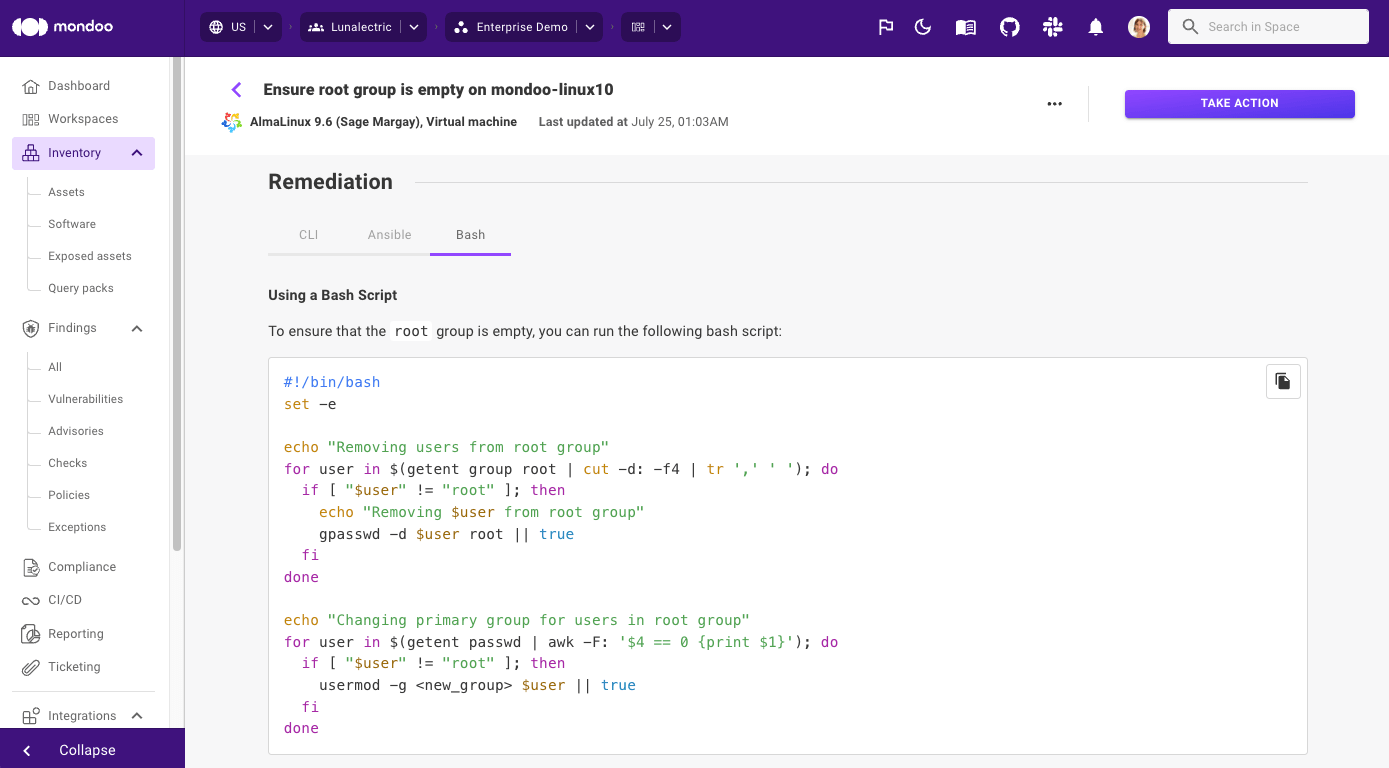 mondoo
US
Lunalectric
Enterprise Demo
Search in Space
Dashboard
Workspaces
Inventory
Assets
Software
Exposed assets
Query packs
Findings
All
Vulnerabilities
Advisories
Checks
Policies
Exceptions
Compliance
CI/CD
Reporting
Ticketing
Integrations
Collapse
Ensure root group is empty on mondoo-linux10
AlmaLinux 9.6 (Sage Margay), Virtual machine Last updated at July 25, 01:03AM
TAKE ACTION
Remediation
CLI Ansible Bash
Using a Bash Script
To ensure that the root group is empty, you can run the following bash script:
#!/bin/bash
set -e

echo "Removing users from root group"
for user in $(getent group root | cut -d: -f4 | tr ',' ' '); do
  if [ "$user" != "root" ]; then
    echo "Removing $user from root group"
    gpasswd -d $user root || true
  fi
done

echo "Changing primary group for users in root group"
for user in $(getent passwd | awk -F: '$4 == 0 {print $1}'); do
  if [ "$user" != "root" ]; then
    usermod -g <new_group> $user || true
  fi
done